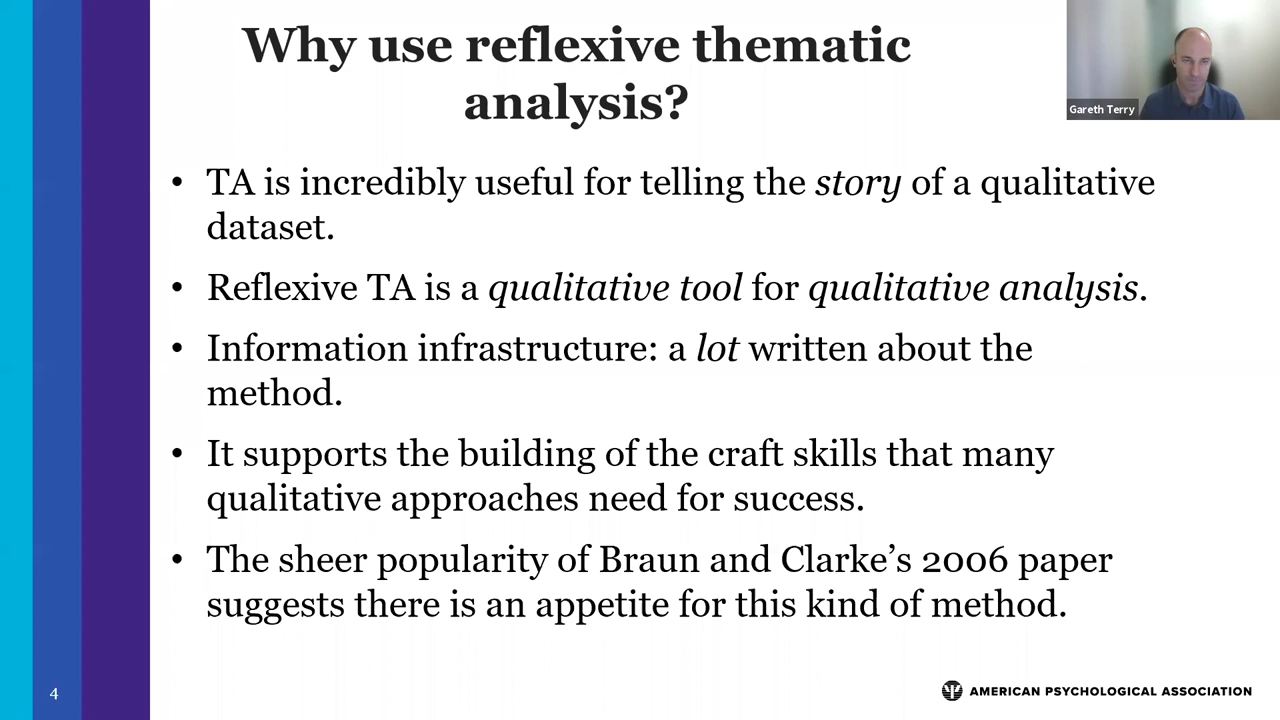 Why use reflexive thematic
analysis?
Gareth Terry
• TA is incredibly useful for telling the story of a qualitative
dataset.
• Reflexive TA is a qualitative tool for qualitative analysis.
• Information infrastructure: a lot written about the
method.
• It supports the building of the craft skills that many
qualitative approaches need for success.
• The sheer popularity of Braun and Clarke’s 2006 paper
suggests there is an appetite for this kind of method.
4
AMERICAN PSYCHOLOGICAL ASSOCIATION